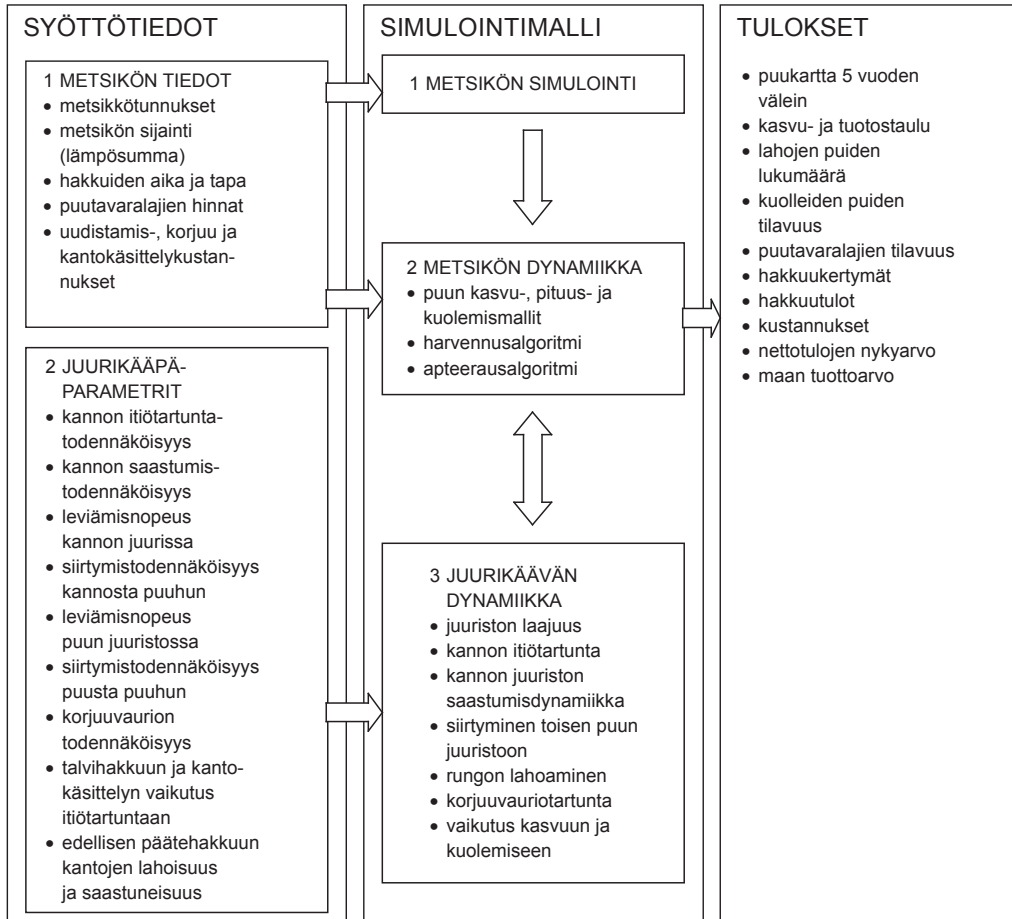 SYÖTTÖTIEDOT
1 METSIKÖN TIEDOT
• metsikkötunnukset
• metsikön sijainti
(lämpösumma)
• hakkuiden aika ja tapa
• puutavaralajien hinnat
• uudistamis-, korjuu ja
kantokäsittelykustan-
nukset
2 JUURIKÄÄPÄ-
PARAMETRIT
• kannon itiötartunta-
todennäköisyys
• kannon saastumis-
todennäköisyys
• leviämisnopeus
kannon juurissa
• siirtymistodennäköisyys
kannosta puuhun
• leviämisnopeus
puun juuristossa
• siirtymistodennäköisyys
puusta puuhun
• korjuuvaurion
todennäköisyys
• talvihakkuun ja kanto-
käsittelyn vaikutus
itiötartuntaan
• edellisen päätehakkuun
kantojen lahoisuus
ja saastuneisuus
SIMULOINTIMALLI
1 METSIKÖN SIMULOINTI
2 METSIKÖN DYNAMIIKKA
• puun kasvu-, pituus- ja
kuolemismallit
• harvennusalgoritmi
• apteerausalgoritmi
3 JUURIKÄÄVÄN
DYNAMIIKKA
• juuriston laajuus
• kannon itiötartunta
• kannon juuriston
saastumisdynamiikka
• siirtyminen toisen puun
juuristoon
• rungon lahoaminen
• korjuuvauriotartunta
• vaikutus kasvuun ja
kuolemiseen
TULOKSET
• puukartta 5 vuoden
välein
• kasvu- ja tuotostaulu
• lahojen puiden
lukumäärä
• kuolleiden puiden
tilavuus
• puutavaralajien tilavuus
• hakkuukertymät
• hakkuutulot
• kustannukset
• nettotulojen nykyarvo
• maan tuottoarvo